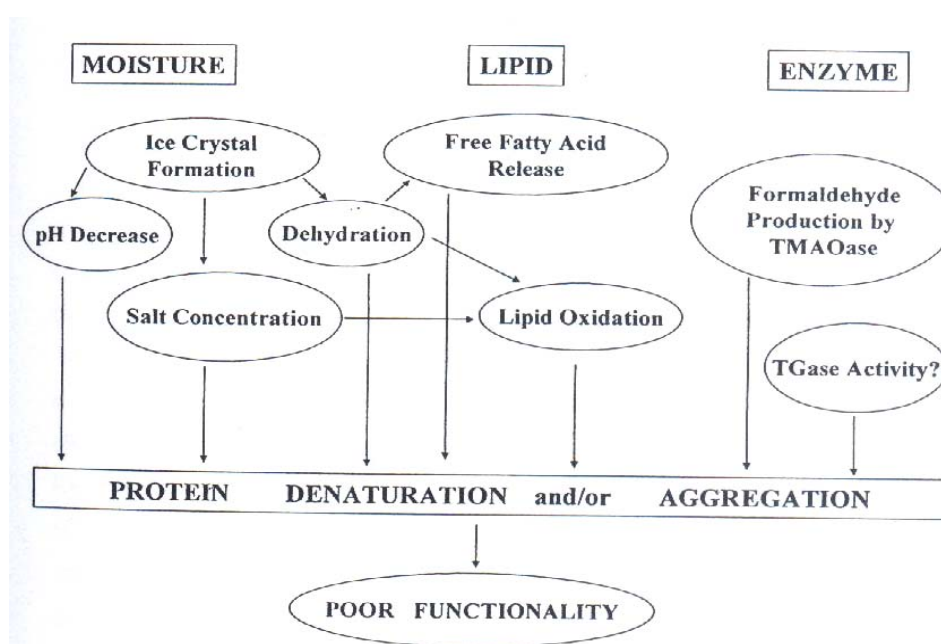 MOISTURE
LIPID
ENZYME
Ice Crystal
Formation
Free Fatty Acid
Release
Formaldehyde
Production by
TMAOase
pH Decrease
Dehydration
Salt Concentration
Lipid Oxidation
TGase Activity?
PROTEIN DENATURATION and/or AGGREGATION
POOR FUNCTIONALITY